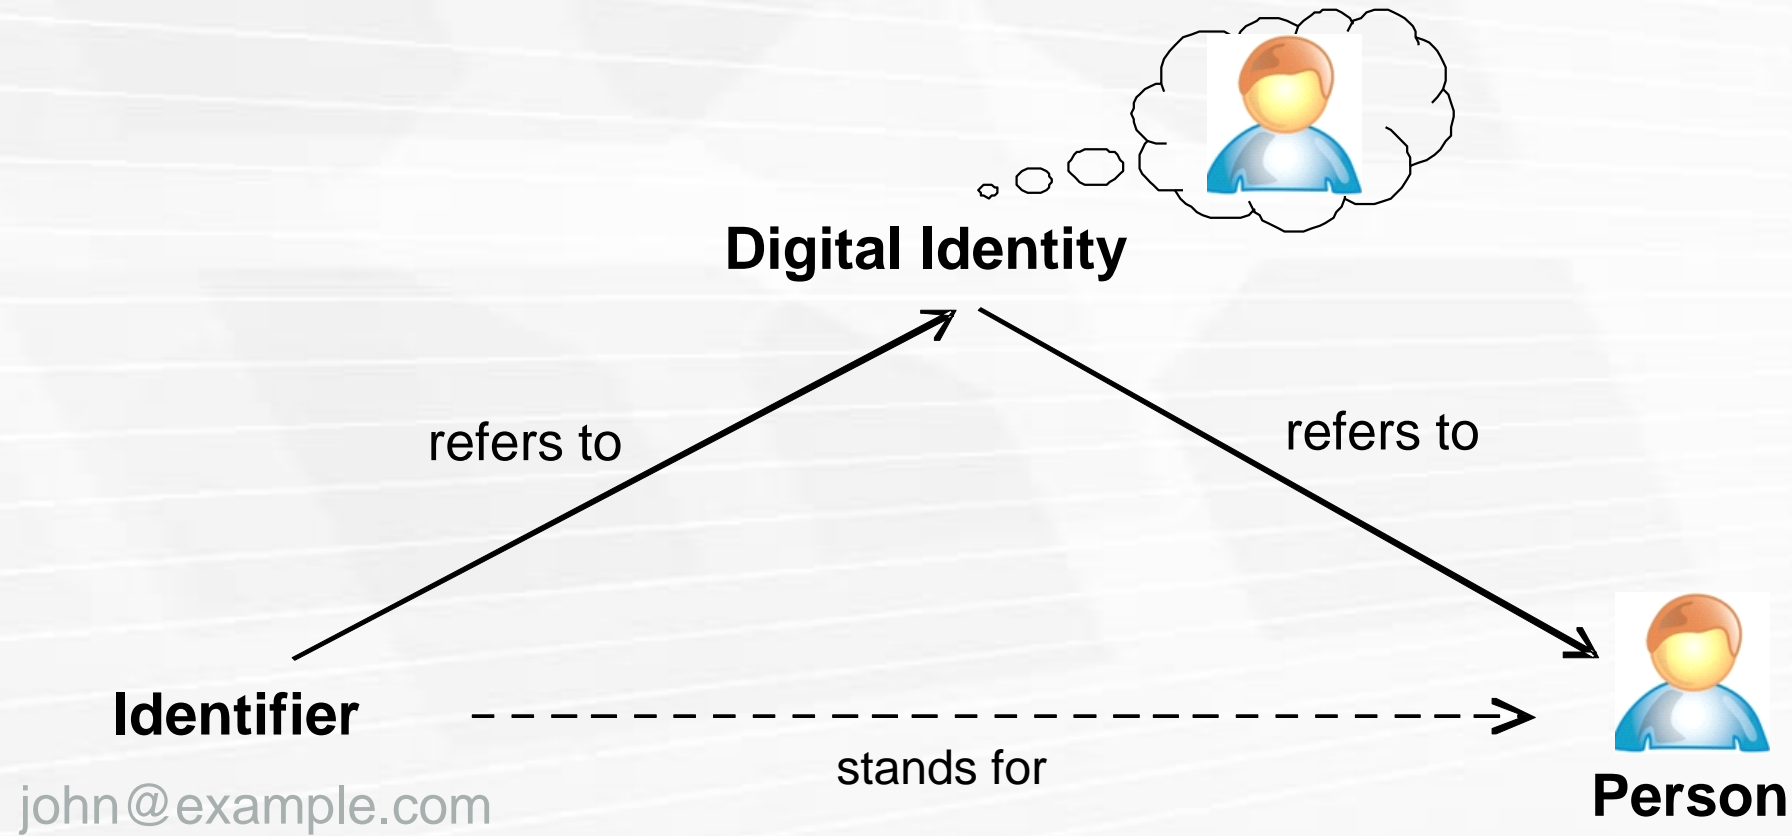 Digital Identity
refers to
refers to
Identifier
stands for
john@example.com
Person